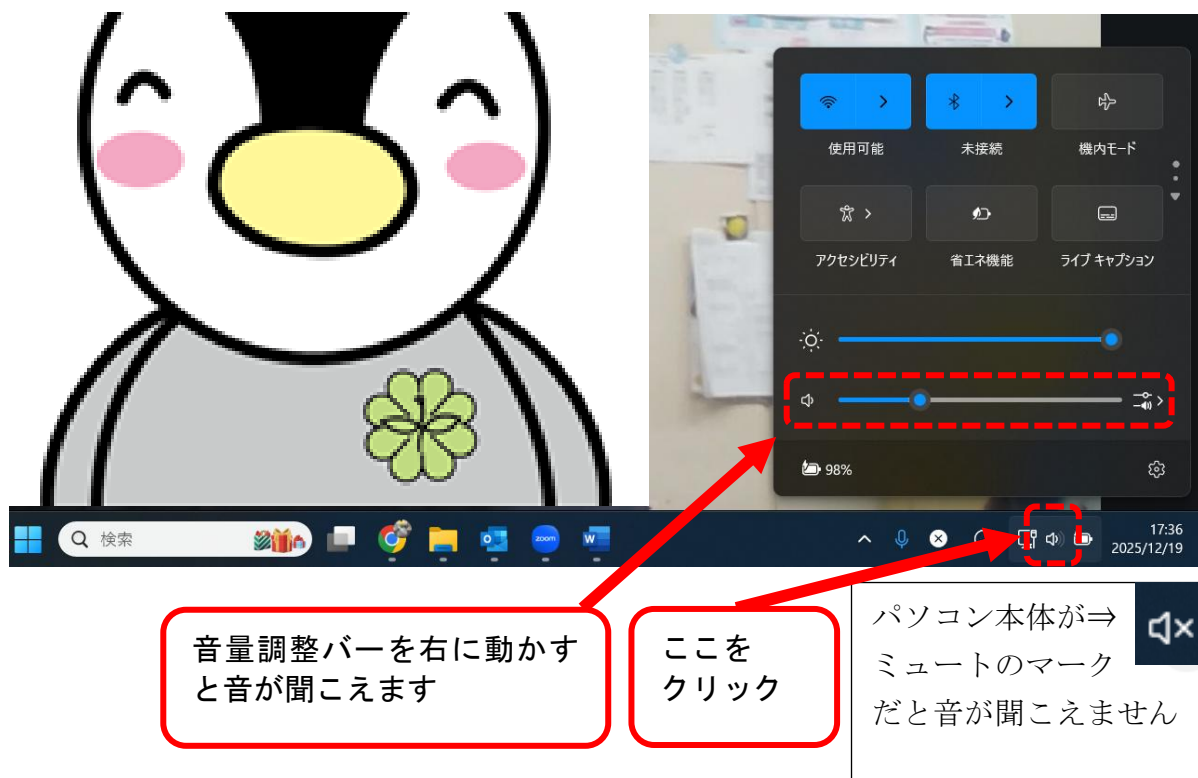 使用可能
未接続
機内モード
アクセシビリティ
省エネ機能
ライブ キャプション
98%
検索
zoom
W
17:36
2025/12/19
音量調整バーを右に動かす
と音が聞こえます
ここを
クリック
パソコン本体が⇒
ミュートのマーク
だと音が聞こえません